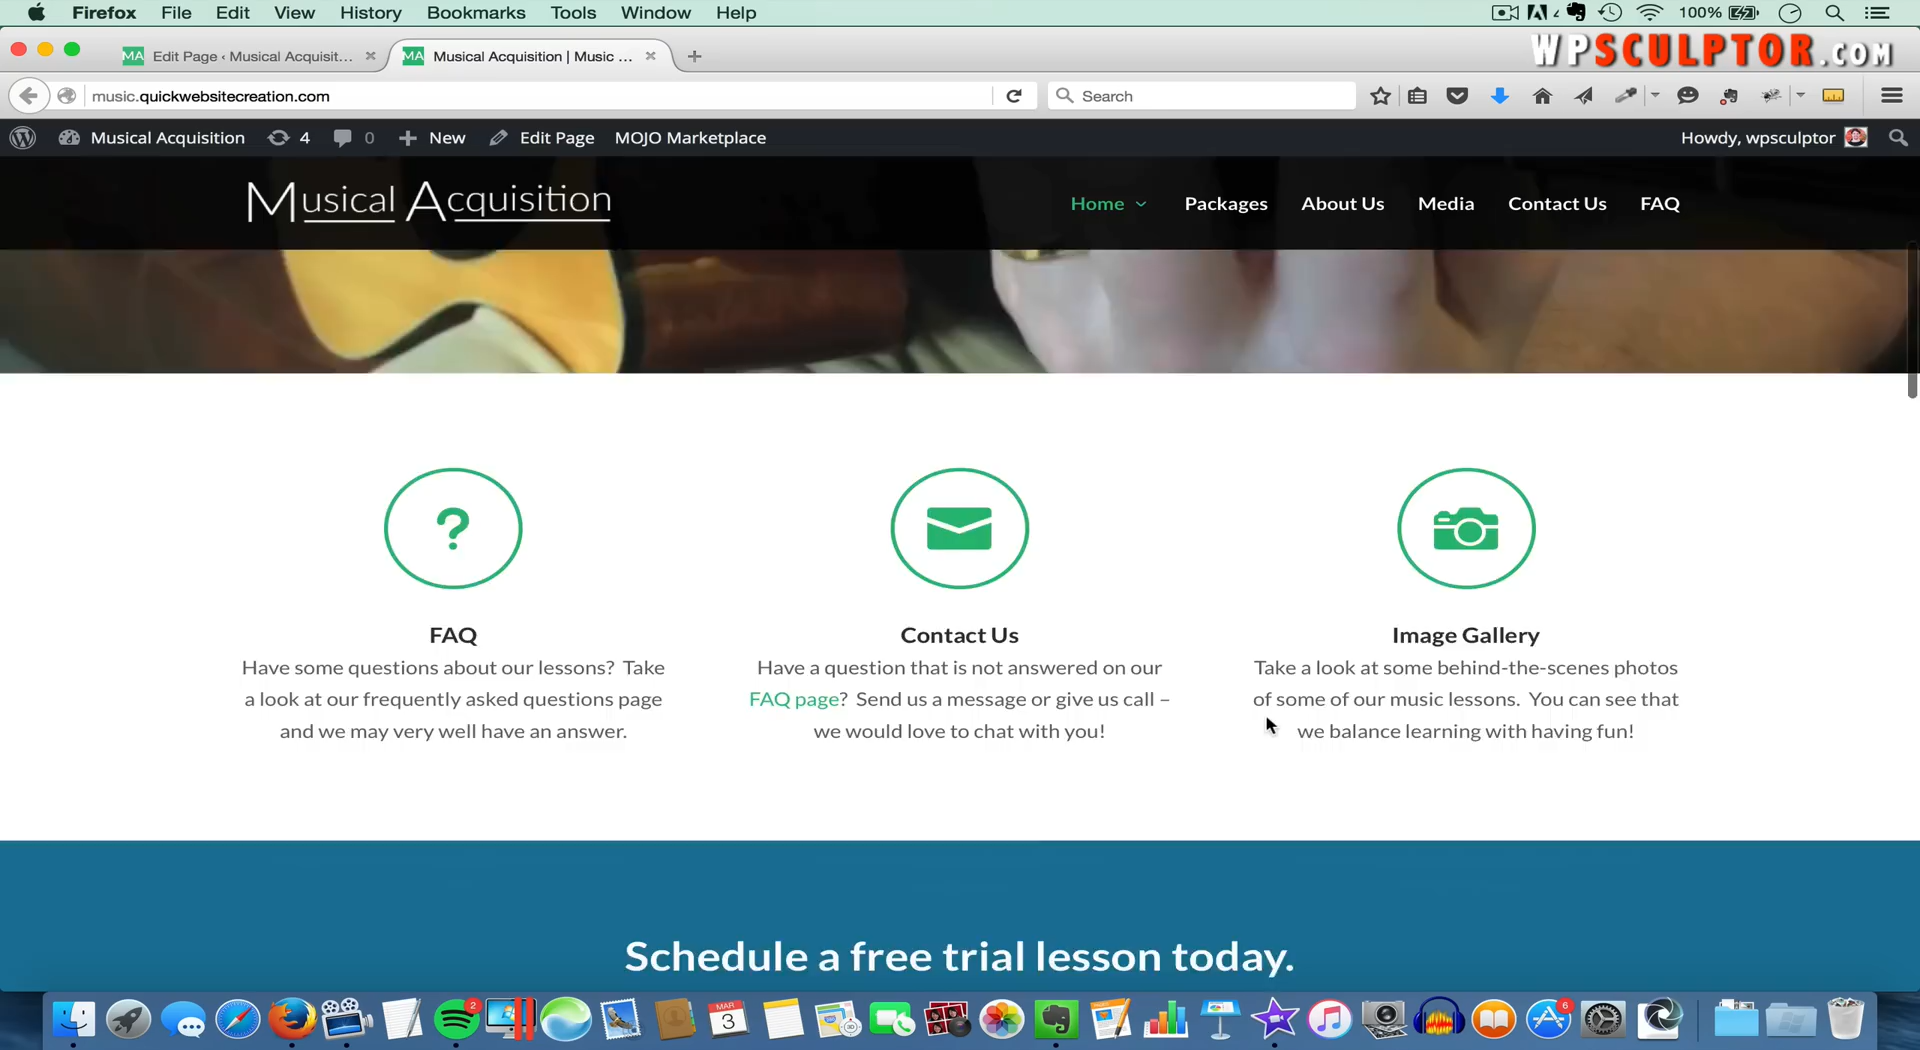 Firefox File Edit View History Bookmarks Tools Window Help 100%
WPSCULPTOR.COM
MA Edit Page ‹ Musical Acquisit... MA Musical Acquisition | Music ...
music.quickwebsitecreation.com Search
Musical Acquisition 4 0 New Edit Page MOJO Marketplace Howdy, wpsculptor
Musical Acquisition Home Packages About Us Media Contact Us FAQ
?
FAQ
Have some questions about our lessons? Take
a look at our frequently asked questions page
and we may very well have an answer.
Contact Us
Have a question that is not answered on our
FAQ page? Send us a message or give us call –
we would love to chat with you!
Image Gallery
Take a look at some behind-the-scenes photos
of some of our music lessons. You can see that
we balance learning with having fun!
Schedule a free trial lesson today.
2 MAR 3 6